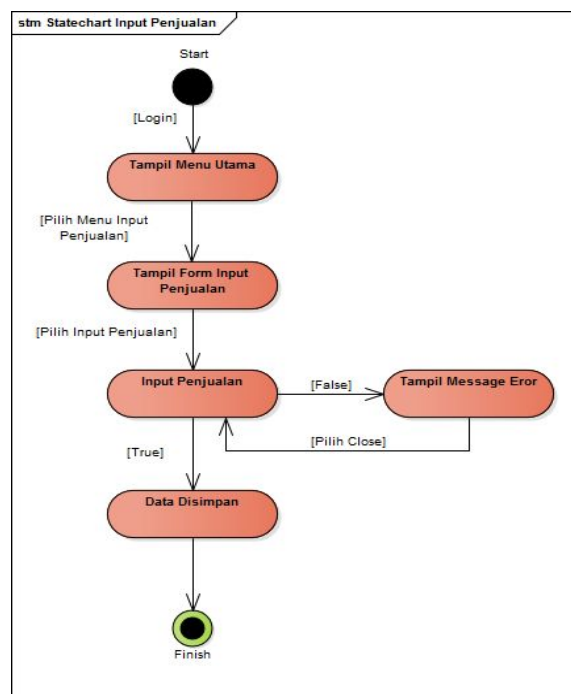 stm Statechart Input Penjualan
Start
[Login]
Tampil Menu Utama
[Pilih Menu Input
Penjualan]
Tampil Form Input
Penjualan
[Pilih Input Penjualan]
Input Penjualan
[False]
Tampil Message Eror
[Pilih Close]
[True]
Data Disimpan
Finish